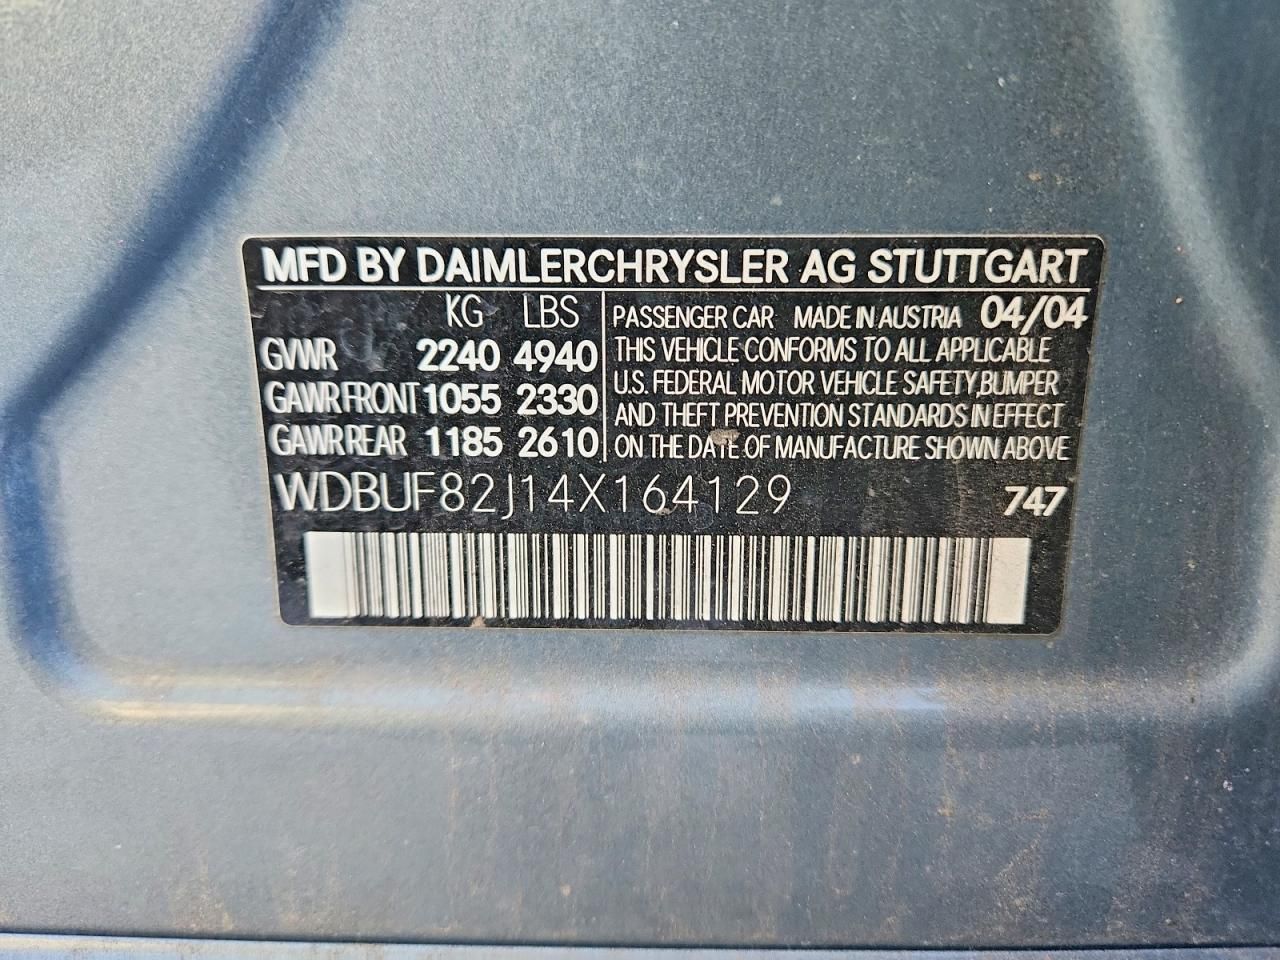 MFD BY DAIMLERCHRYSLER AG STUTTGART
KG LBS
GVWR 2240 4940
GAWR FRONT 1055 2330
GAWR REAR 1185 2610
PASSENGER CAR MADE IN AUSTRIA 04/04
THIS VEHICLE CONFORMS TO ALL APPLICABLE
U.S. FEDERAL MOTOR VEHICLE SAFETY,BUMPER
AND THEFT PREVENTION STANDARDS IN EFFECT
ON THE DATE OF MANUFACTURE SHOWN ABOVE
WDBUF82J14X164129 747